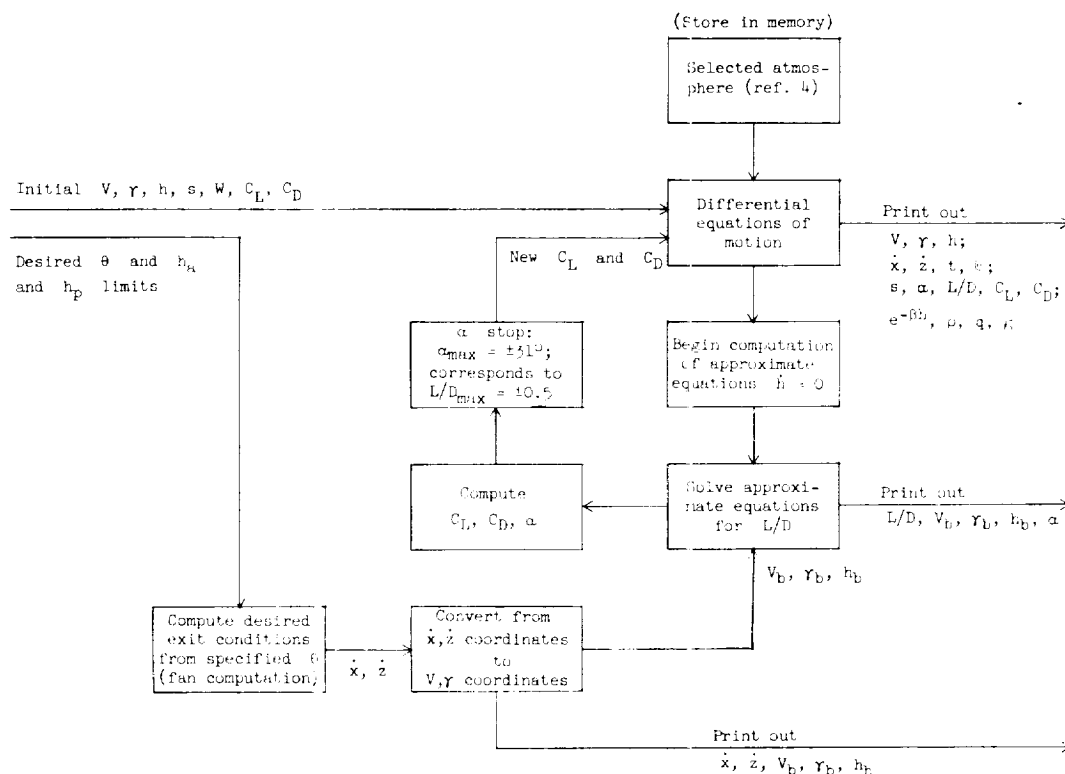 (Store in memory)
Selected atmos-
phere (ref. 4)
Initial V, γ, h, s, W, C_L, C_D
Differential
equations of
motion
Print out
V, γ, h;
ẋ, ż, t, θ;
s, α, L/D, C_L, C_D;
e^-βh, ρ, q,
Desired θ and h_a
and h_p limits
New C_L and C_D
α stop:
α_max = ±31°;
corresponds to
L/D_max = ±0.5
Begin computation
of approximate
equations ḣ = 0
Compute
C_L, C_D, α
Solve approxi-
mate equations
for L/D
Print out
L/D, V_b, γ_b, h_b, α
V_b, γ_b, h_b
Compute desired
exit conditions
from specified θ
(fan computation)
ẋ, ż
Convert from
ẋ,ż coordinates
to
V,γ coordinates
Print out
ẋ, ż, V_b, γ_b, h_b